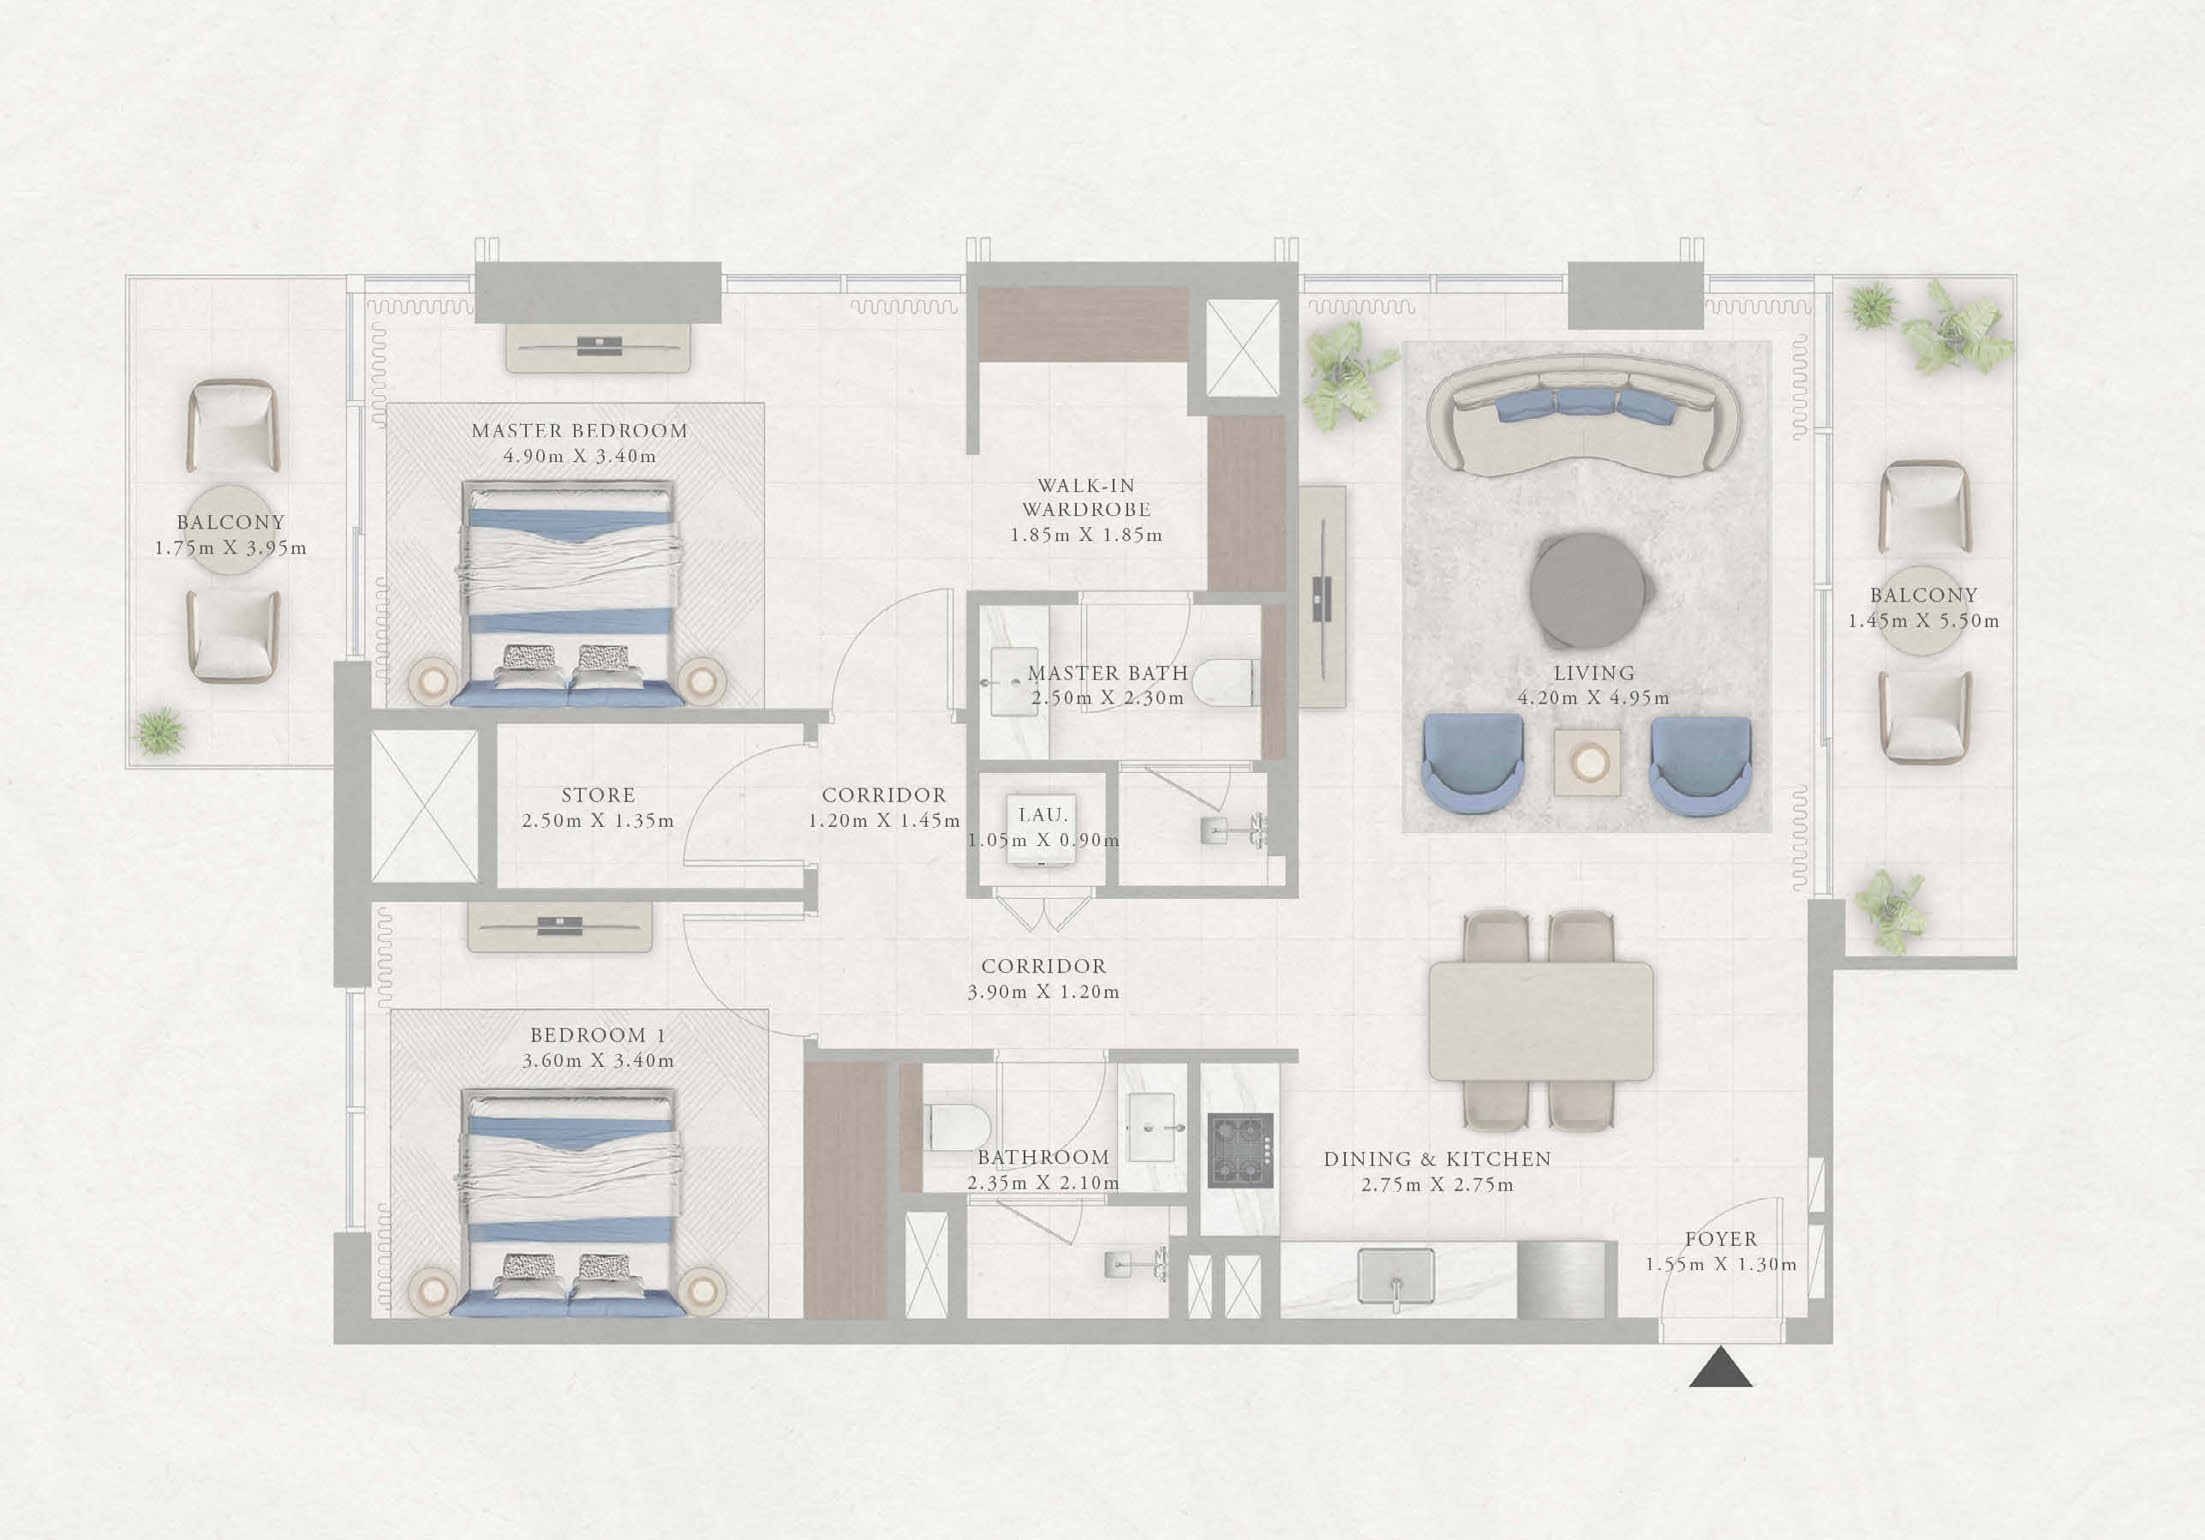 MASTER BEDROOM
4.90m X 3.40m
WALK-IN
WARDROBE
1.85m X 1.85m
BALCONY
1.75m X 3.95m
BALCONY
1.45m X 5.50m
MASTER BATH
2.50m X 2.30m
LIVING
4.20m X 4.95m
STORE
2.50m X 1.35m
CORRIDOR
1.20m X 1.45m
LAU.
1.05m X 0.90m
CORRIDOR
3.90m X 1.20m
BEDROOM 1
3.60m X 3.40m
BATHROOM
2.35m X 2.10m
DINING & KITCHEN
2.75m X 2.75m
FOYER
1.55m X 1.30m